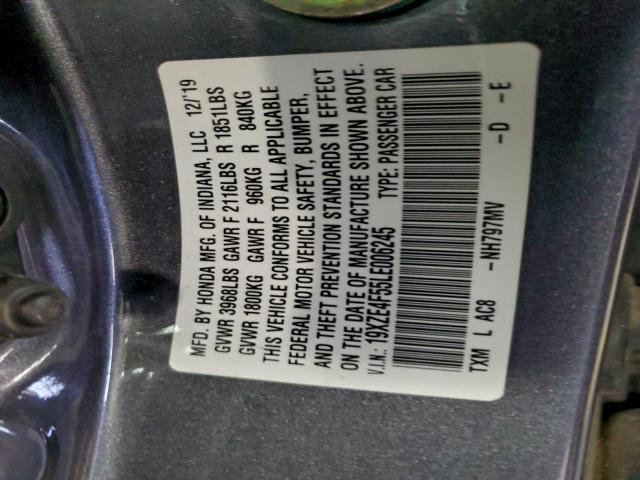 MFD. BY HONDA MFG. OF INDIANA, LLC 12/'19
GVWR 3968LBS GAWR F 2116LBS R 1851LBS
GVWR 1800KG GAWR F 960KG R 840KG
THIS VEHICLE CONFORMS TO ALL APPLICABLE
FEDERAL MOTOR VEHICLE SAFETY, BUMPER,
AND THEFT PREVENTION STANDARDS IN EFFECT
ON THE DATE OF MANUFACTURE SHOWN ABOVE.
V.I.N.: 19XZE4F55LE006245 TYPE: PASSENGER CAR
TXM L AC8 -NH797MV -D -E